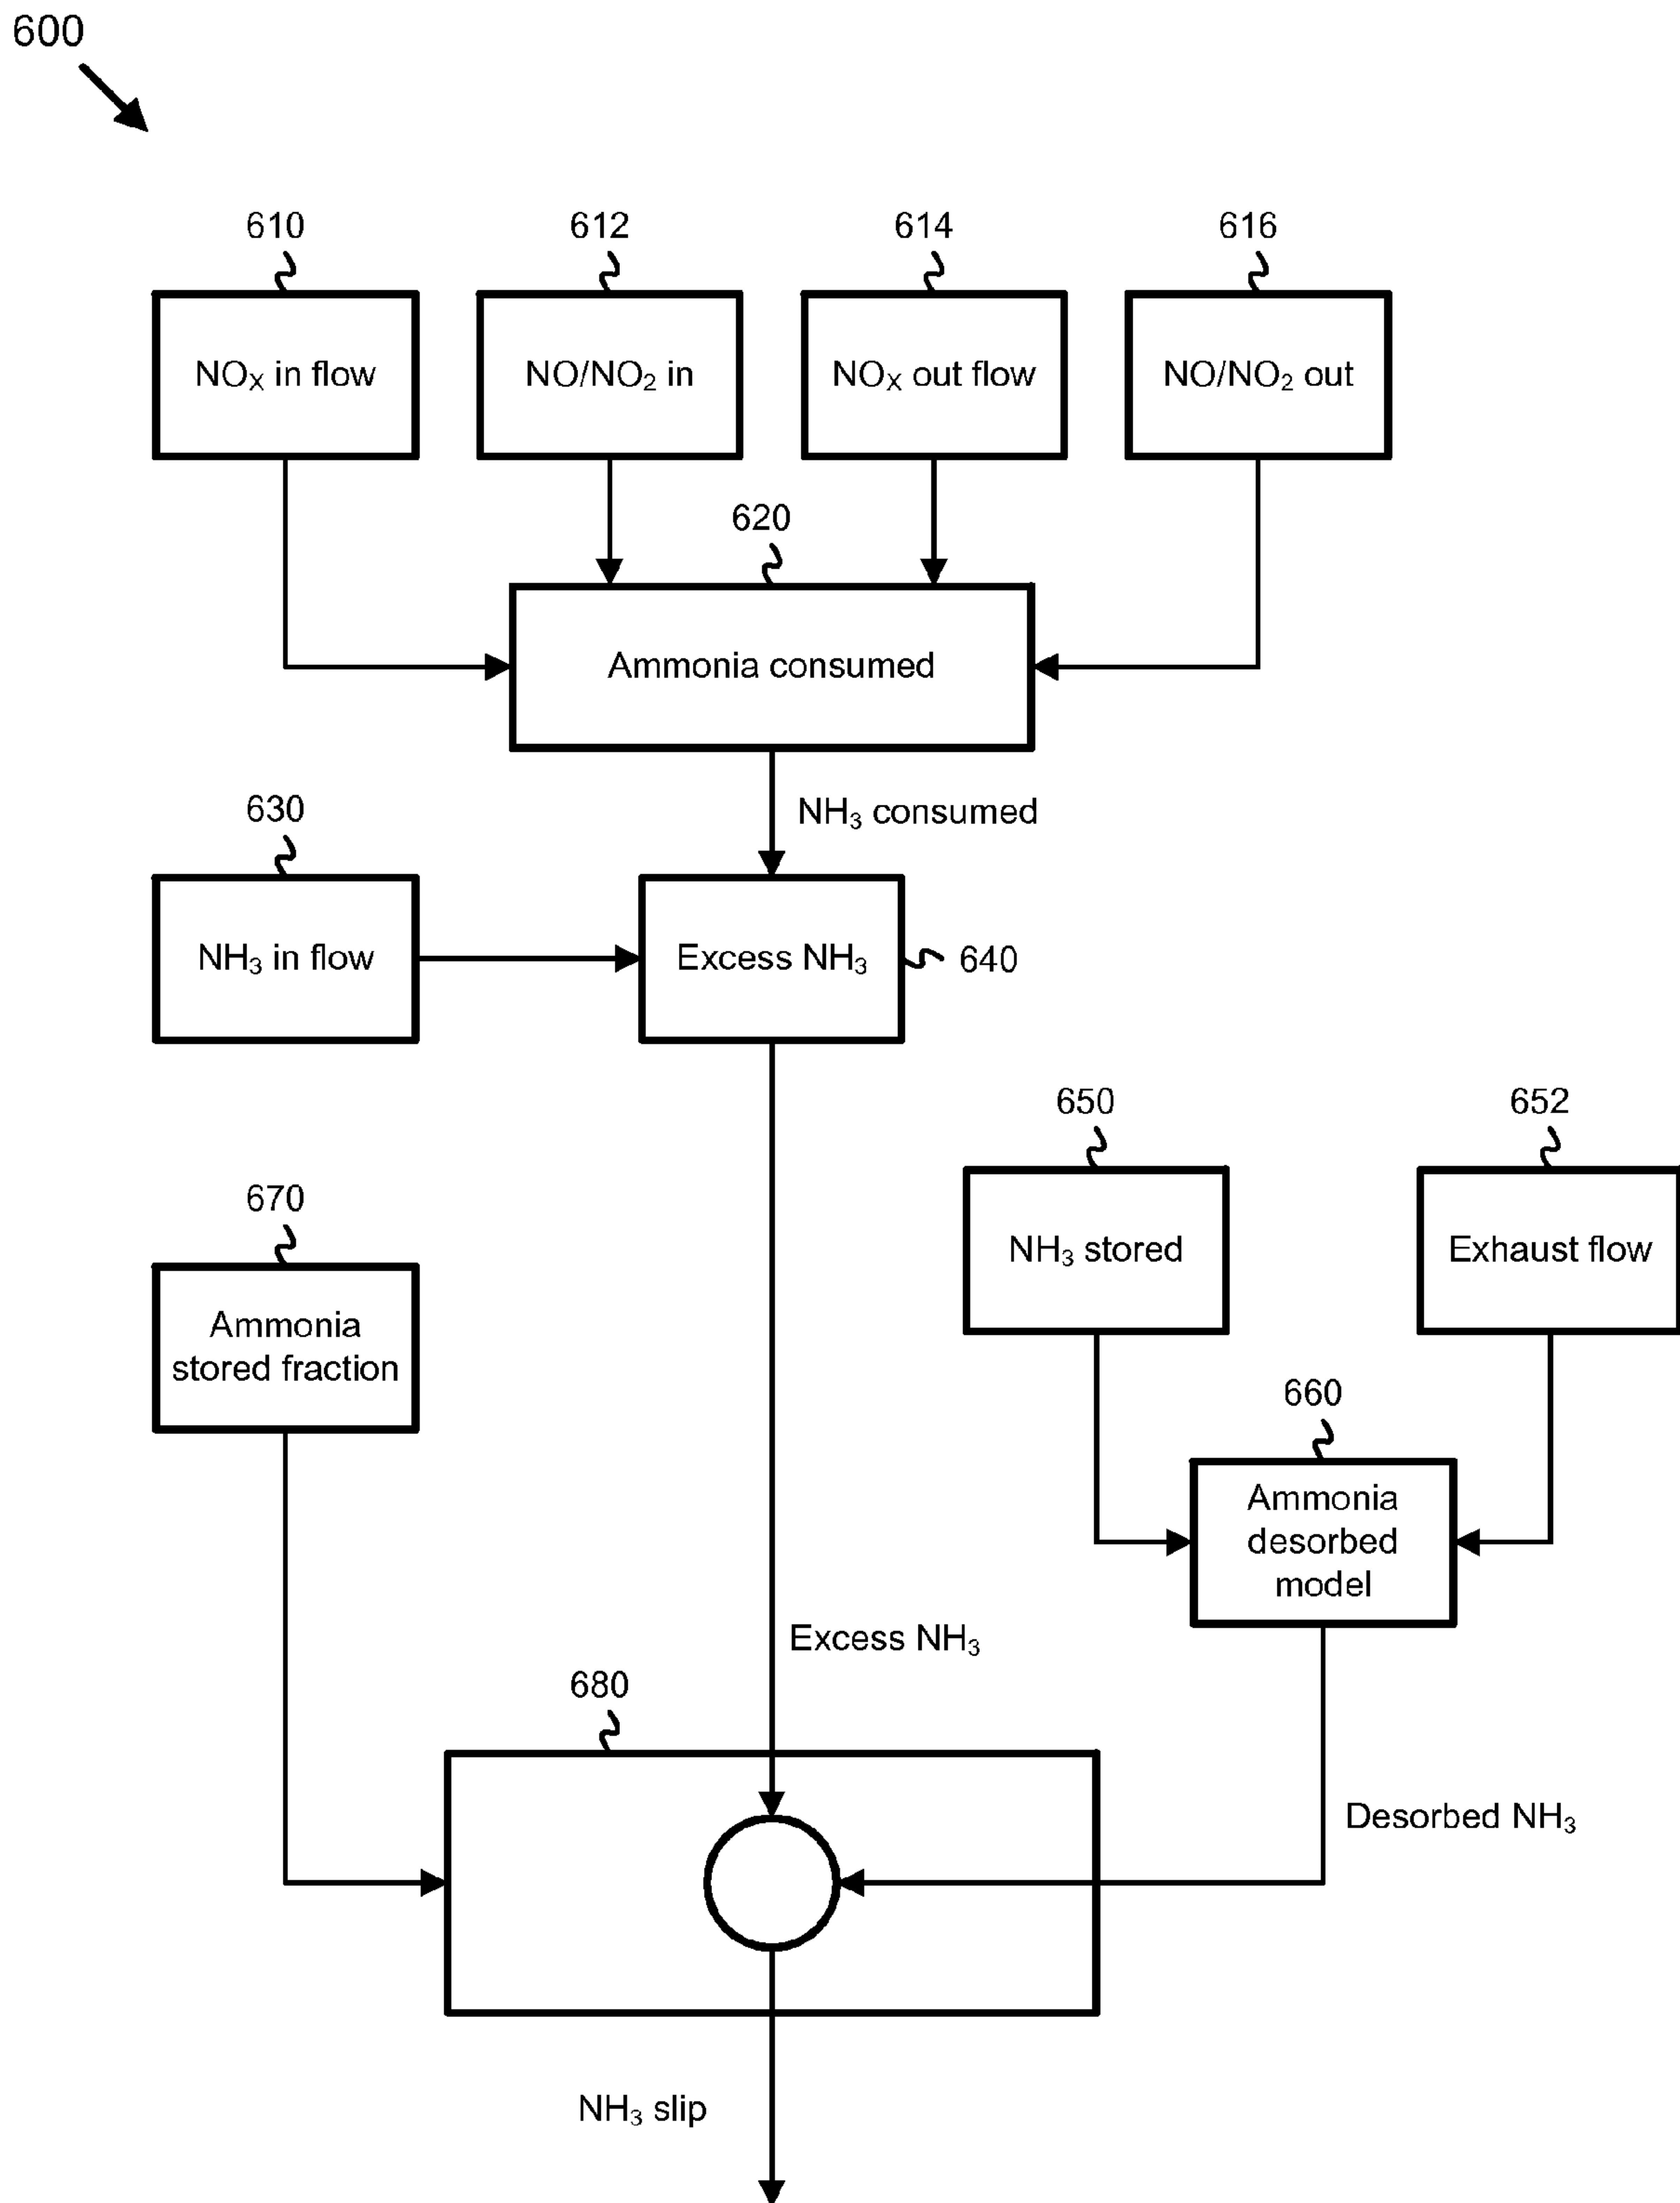 600
610
612
614
616
NOX in flow
NO/NO2 in
NOX out flow
NO/NO2 out
620
Ammonia consumed
NH3 consumed
630
NH3 in flow
Excess NH3
640
650
652
NH3 stored
Exhaust flow
670
Ammonia
stored fraction
660
Ammonia
desorbed
model
Excess NH3
680
Desorbed NH3
NH3 slip